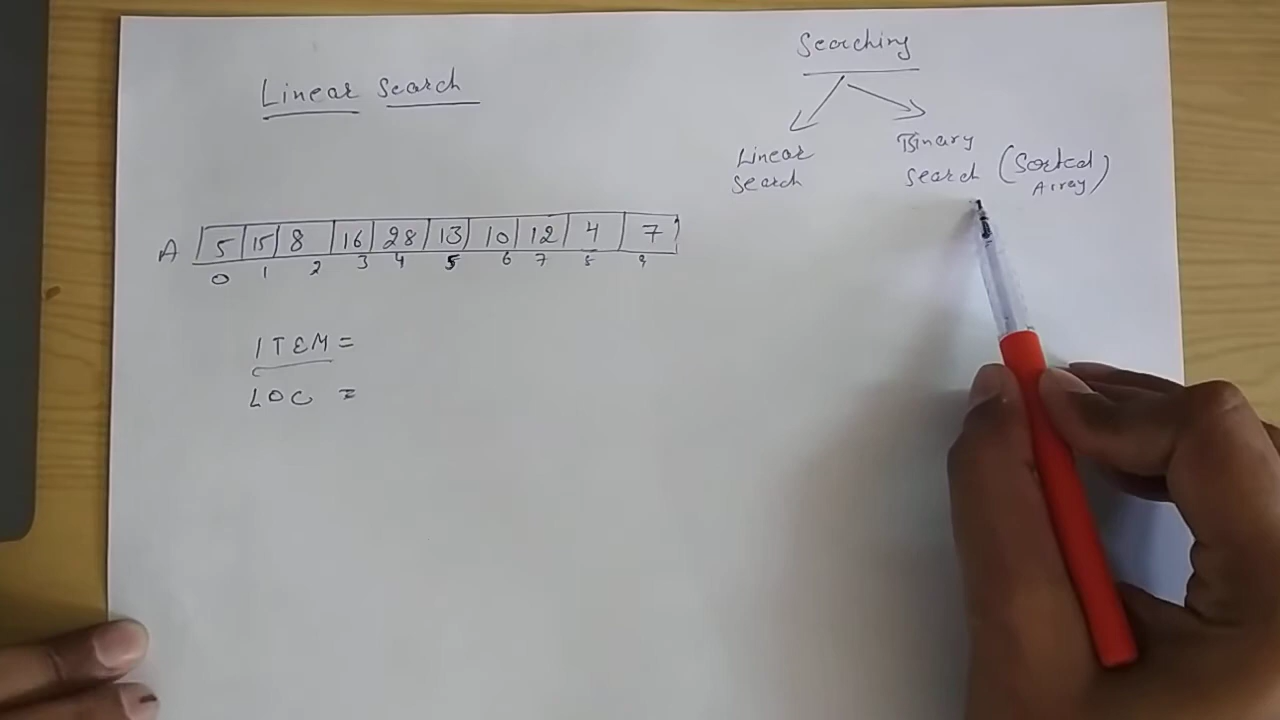 Linear Search
A 5 15 8 16 28 13 10 12 4 7
0 1 2 3 4 5 6 7 8 9
ITEM =
LOC =
Searching
Linear
Search
Binary
Search (Sorted
Array)